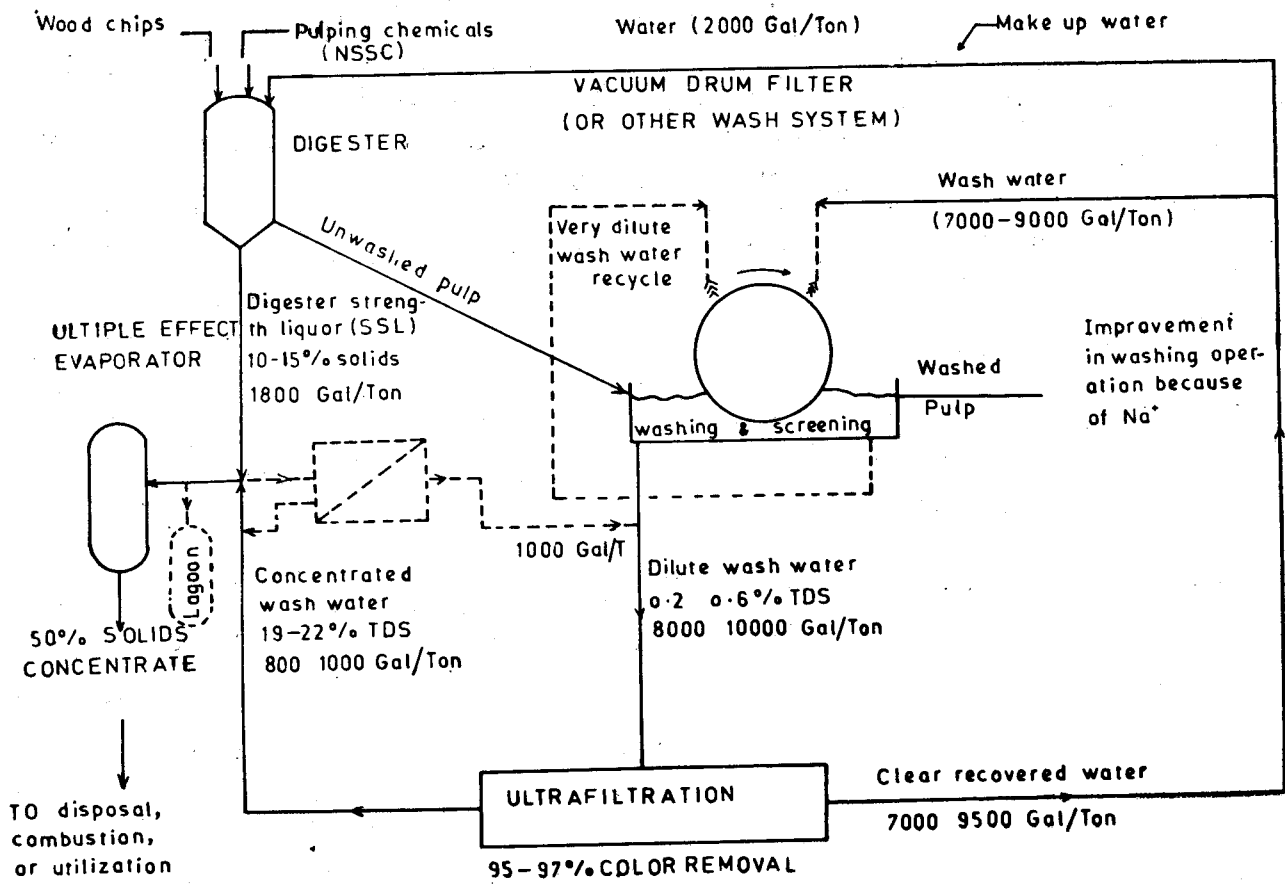 Wood chips
Pulping chemicals
(NSSC)
Water (2000 Gal/Ton)
Make up water
VACUUM DRUM FILTER
(OR OTHER WASH SYSTEM)
DIGESTER
Wash water
(7000-9000 Gal/Ton)
Very dilute
wash water
recycle
Unwashed pulp
Digester streng-
th liquor (SSL)
10-15% solids
1800 Gal/Ton
ULTIPLE EFFECT
EVAPORATOR
Improvement
in washing oper-
ation because
of Na⁺
Washed
Pulp
washing & screening
1000 Gal/T
Lagoon
Concentrated
wash water
19-22% TDS
800 1000 Gal/Ton
Dilute wash water
0.2 0.6% TDS
8000 10000 Gal/Ton
50% SOLIDS
CONCENTRATE
ULTRAFILTRATION
Clear recovered water
7000 9500 Gal/Ton
95-97% COLOR REMOVAL
TO disposal,
combustion,
or utilization